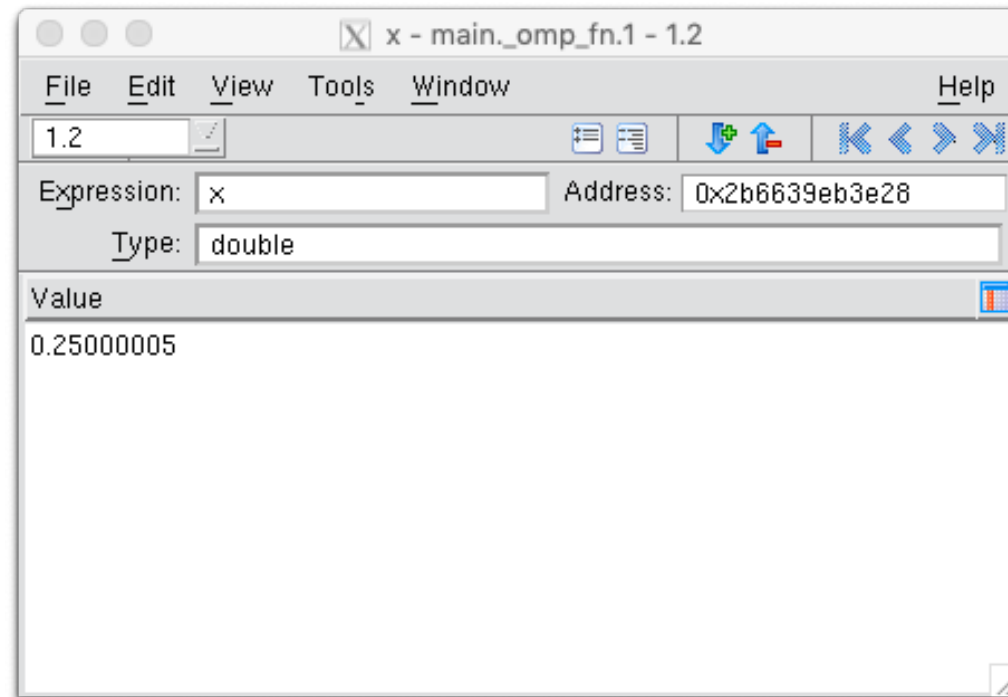 x - main._omp_fn.1 - 1.2
File Edit View Tools Window Help
1.2
Expression: x Address: 0x2b6639eb3e28
Type: double
Value
0.25000005